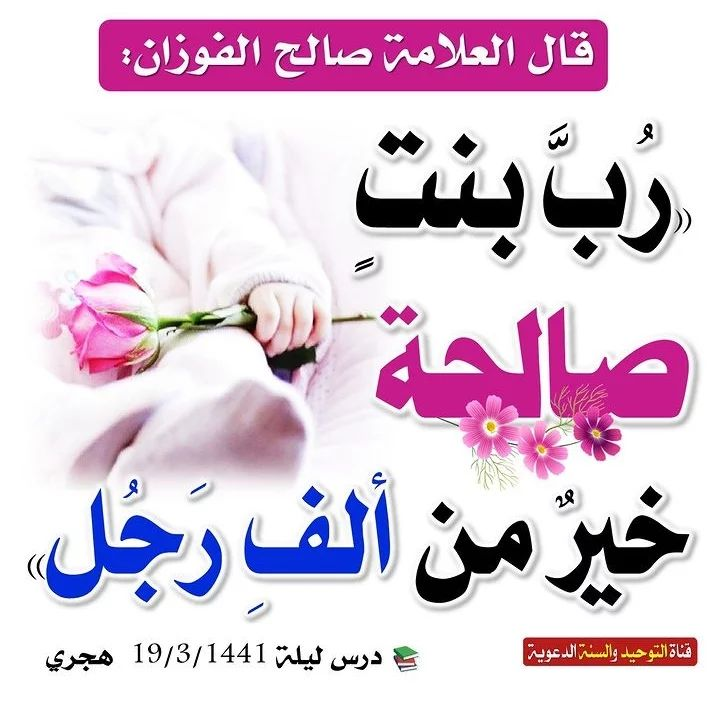 قال العلامة صالح الفوزان:
((رُبَّ بنتٍ
صالحة
خيرٌ من ألفِ رَجُل))
درس ليلة 19/3/1441 هجري
قناة التوحيد والسنة الدعوية